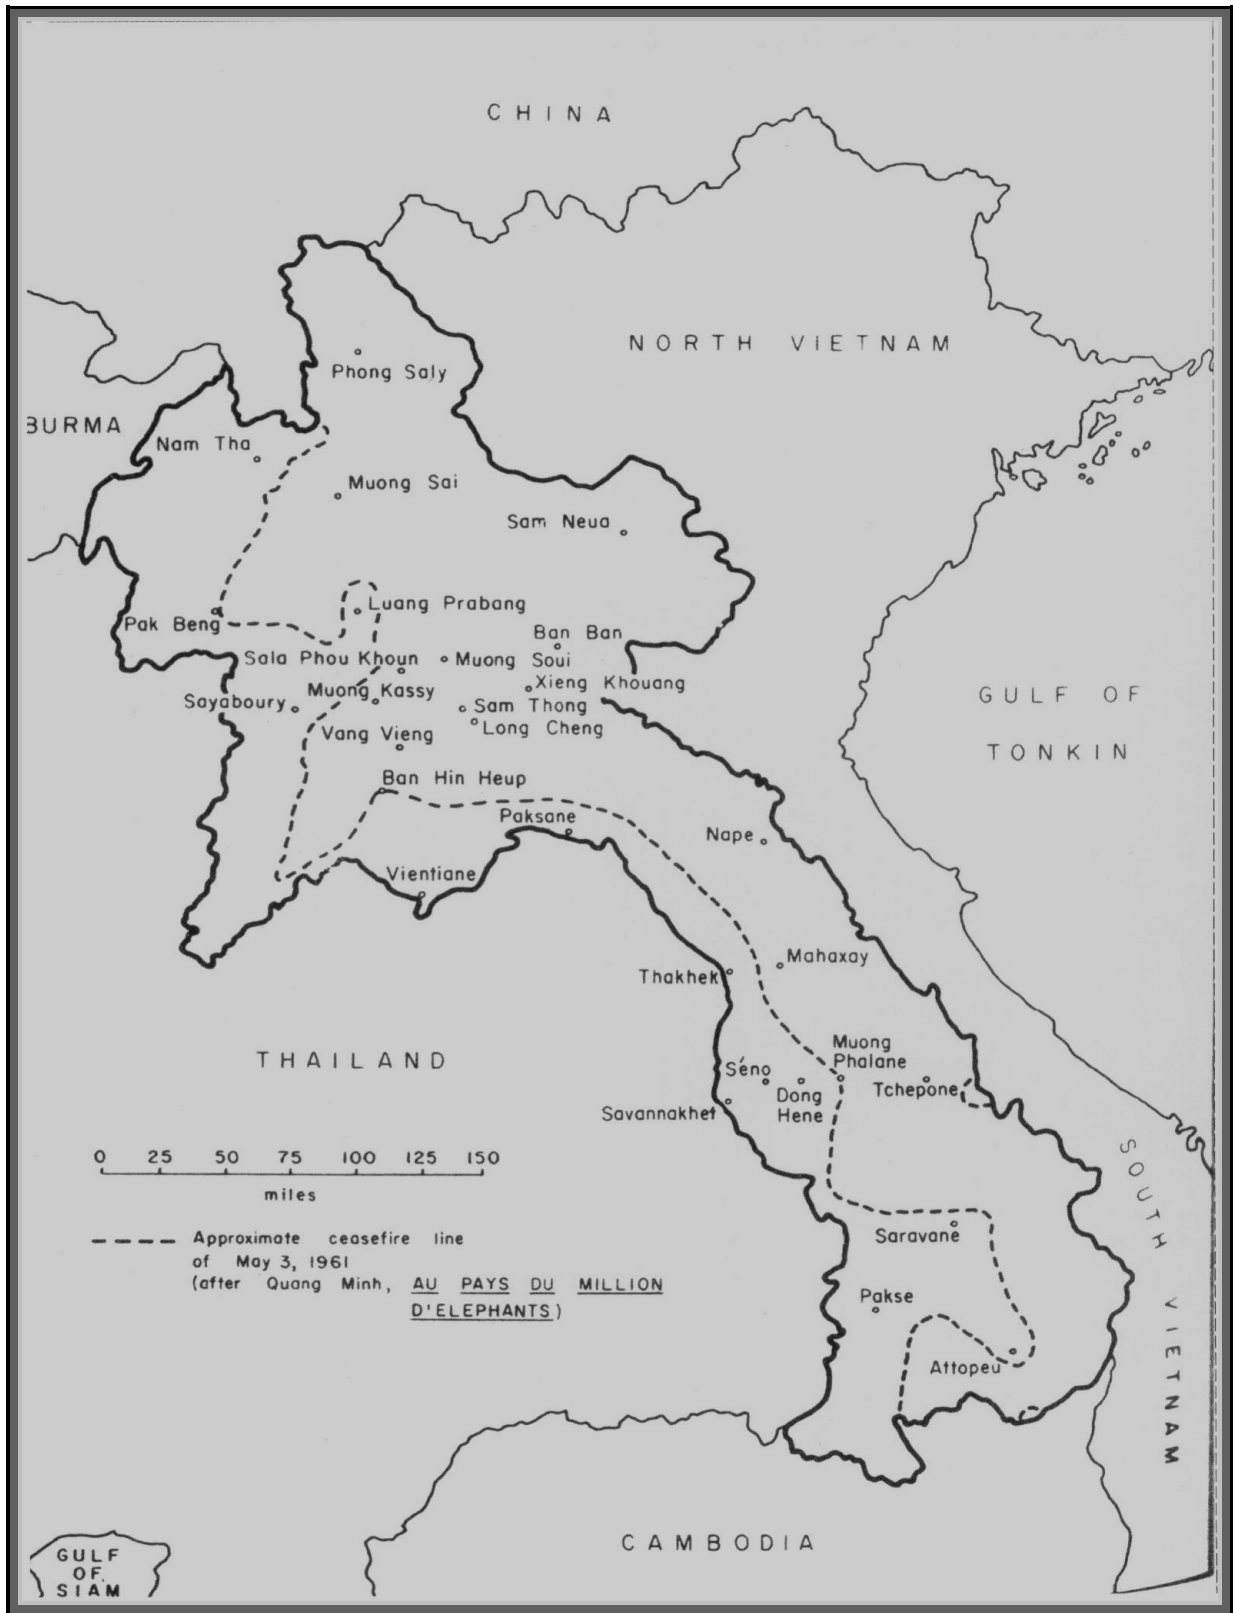 CHINA
NORTH VIETNAM
Phong Saly
BURMA
Nam Tha
Muong Sai
Sam Neua
Luang Prabang
Pak Beng
Ban Ban
Sala Phou Khoun
Muong Soui
Xieng Khouang
Muong Kassy
Sayaboury
Sam Thong
Long Cheng
Vang Vieng
GULF OF
TONKIN
Ban Hin Heup
Paksane
Nape
Vientiane
Mahaxay
Thakhek
THAILAND
Muong
Phalane
Séno
Dong
Hene
Tchepone
Savannakhet
SOUTH VIETNAM
0 25 50 75 100 125 150
miles
Approximate ceasefire line
of May 3, 1961
(after Quang Minh, AU PAYS DU MILLION
D'ELEPHANTS)
Saravane
Pakse
Attopeu
CAMBODIA
GULF
OF
SIAM